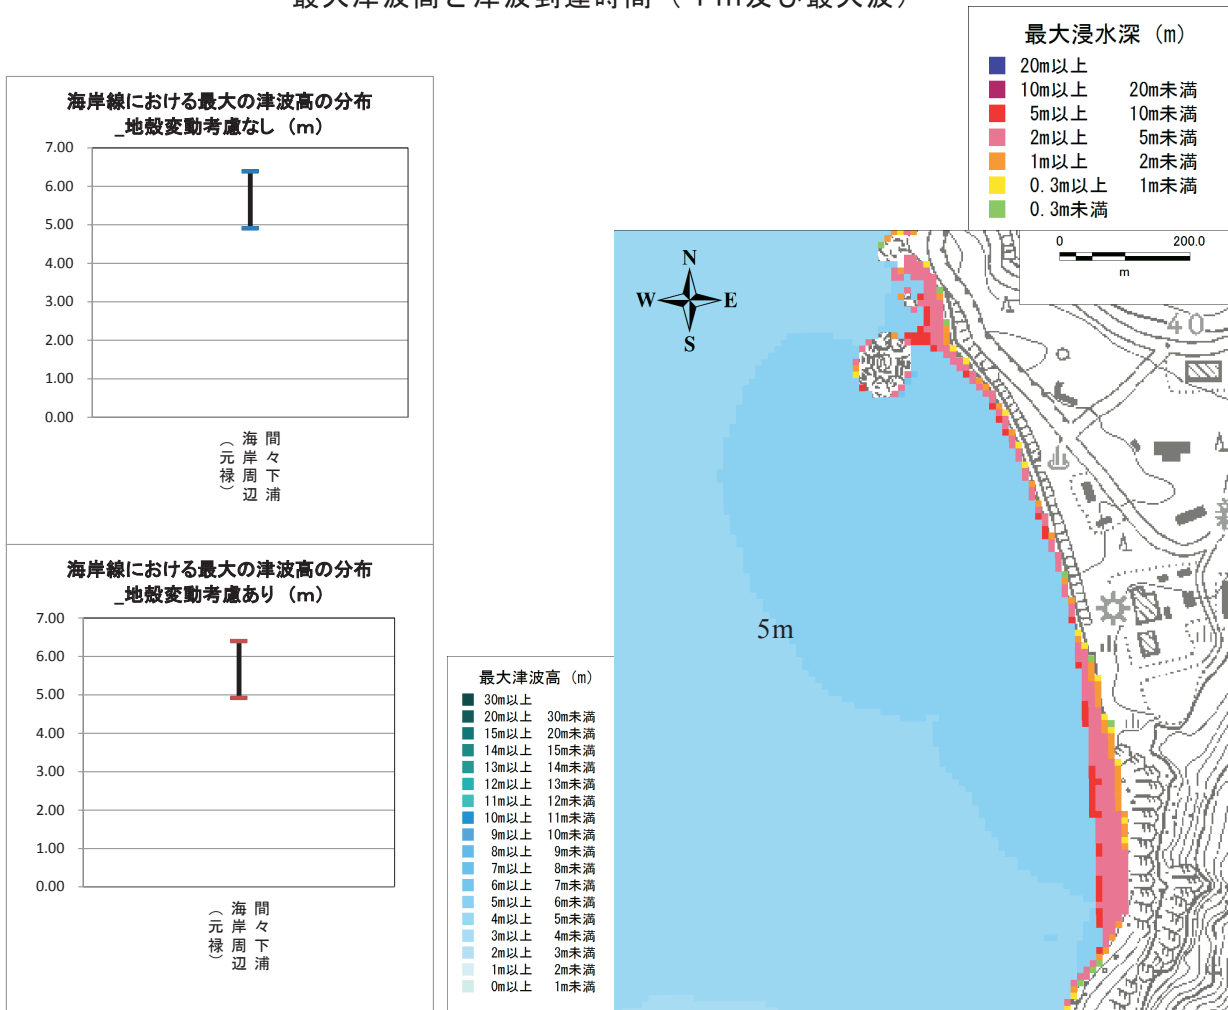 最大津波高と津波到達時間（1m及び最大波）
海岸線における最大の津波高の分布
_地殻変動考慮なし（m）
7.00
6.00
5.00
4.00
3.00
2.00
1.00
0.00
間々下浦
海岸周辺
（元禄）
海岸線における最大の津波高の分布
_地殻変動考慮あり（m）
7.00
6.00
5.00
4.00
3.00
2.00
1.00
0.00
間々下浦
海岸周辺
（元禄）
最大津波高（m）
30m以上
20m以上 30m未満
15m以上 20m未満
14m以上 15m未満
13m以上 14m未満
12m以上 13m未満
11m以上 12m未満
10m以上 11m未満
9m以上 10m未満
8m以上 9m未満
7m以上 8m未満
6m以上 7m未満
5m以上 6m未満
4m以上 5m未満
3m以上 4m未満
2m以上 3m未満
1m以上 2m未満
0m以上 1m未満
最大浸水深（m）
20m以上
10m以上 20m未満
5m以上 10m未満
2m以上 5m未満
1m以上 2m未満
0.3m以上 1m未満
0.3m未満
0 200.0
m
N
W E
S
40
5m